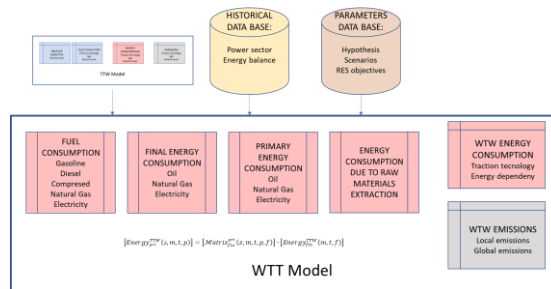 HISTORICAL
DATA BASE:
Power sector
Energy balance
PARAMETERS
DATA BASE:
Hypothesis
Scenarios
RES objectives
TTW Model
FUEL
CONSUMPTION
Gasoline
Diesel
Compresed
Natural Gas
Electricity
FINAL ENERGY
CONSUMPTION
Oil
Natural Gas
Electricity
PRIMARY
ENERGY
CONSUMPTION
Oil
Natural Gas
Electricity
ENERGY
CONSUMPTION
DUE TO RAW
MATERIALS
EXTRACTION
WTW ENERGY
CONSUMPTION
Traction tecnology
Energy dependeny
WTW EMISSIONS
Local emissions
Global emissions
WTT Model